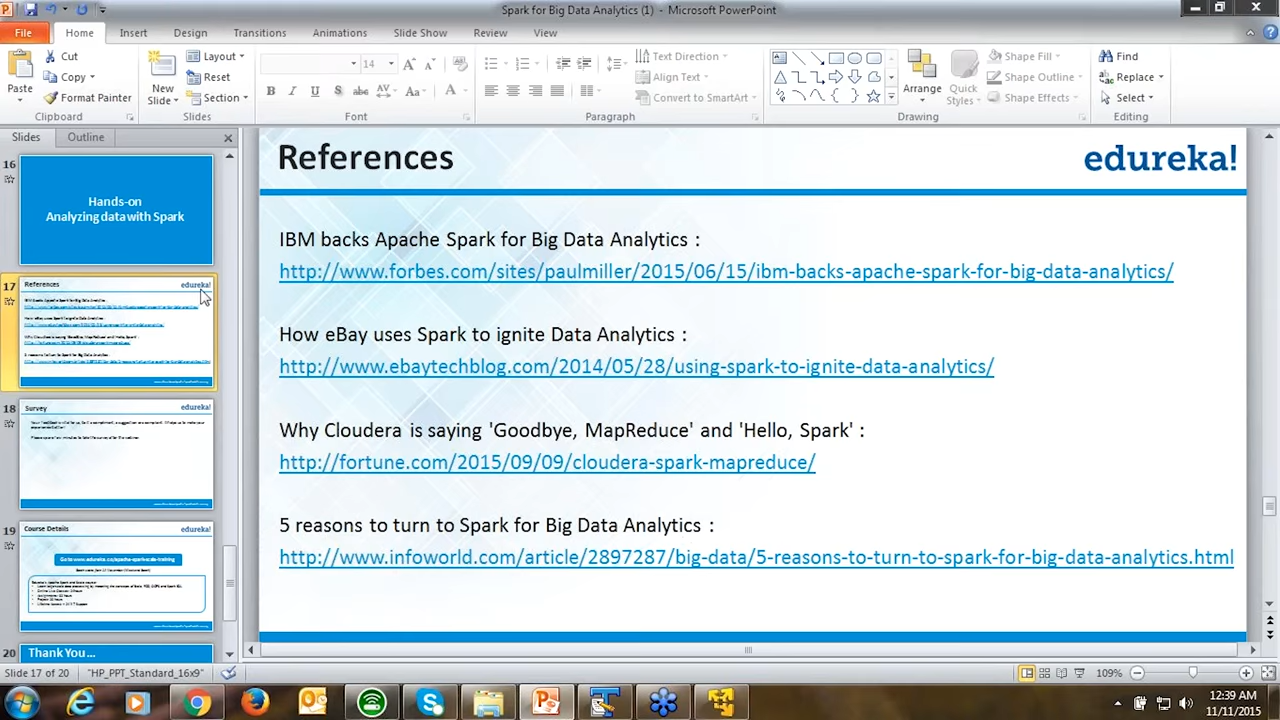 Spark for Big Data Analytics (1) - Microsoft PowerPoint
File Home Insert Design Transitions Animations Slide Show Review View
Cut
Copy
Format Painter
Paste
Clipboard
New
Slide
Layout
Reset
Section
Slides
14
B I U S abc AV Aa A
Font
Text Direction
Align Text
Convert to SmartArt
Paragraph
Arrange
Quick
Styles
Shape Fill
Shape Outline
Shape Effects
Drawing
Find
Replace
Select
Editing
Slides Outline
16
Hands-on
Analyzing data with Spark
17
References
edureka!
18
Survey
edureka!
19
Course Details
edureka!
20
Thank You...
References
edureka!
IBM backs Apache Spark for Big Data Analytics :
http://www.forbes.com/sites/paulmiller/2015/06/15/ibm-backs-apache-spark-for-big-data-analytics/
How eBay uses Spark to ignite Data Analytics :
http://www.ebaytechblog.com/2014/05/28/using-spark-to-ignite-data-analytics/
Why Cloudera is saying 'Goodbye, MapReduce' and 'Hello, Spark' :
http://fortune.com/2015/09/09/cloudera-spark-mapreduce/
5 reasons to turn to Spark for Big Data Analytics :
http://www.infoworld.com/article/2897287/big-data/5-reasons-to-turn-to-spark-for-big-data-analytics.html
Slide 17 of 20 "HP_PPT_Standard_16x9" 109%
12:39 AM
11/11/2015